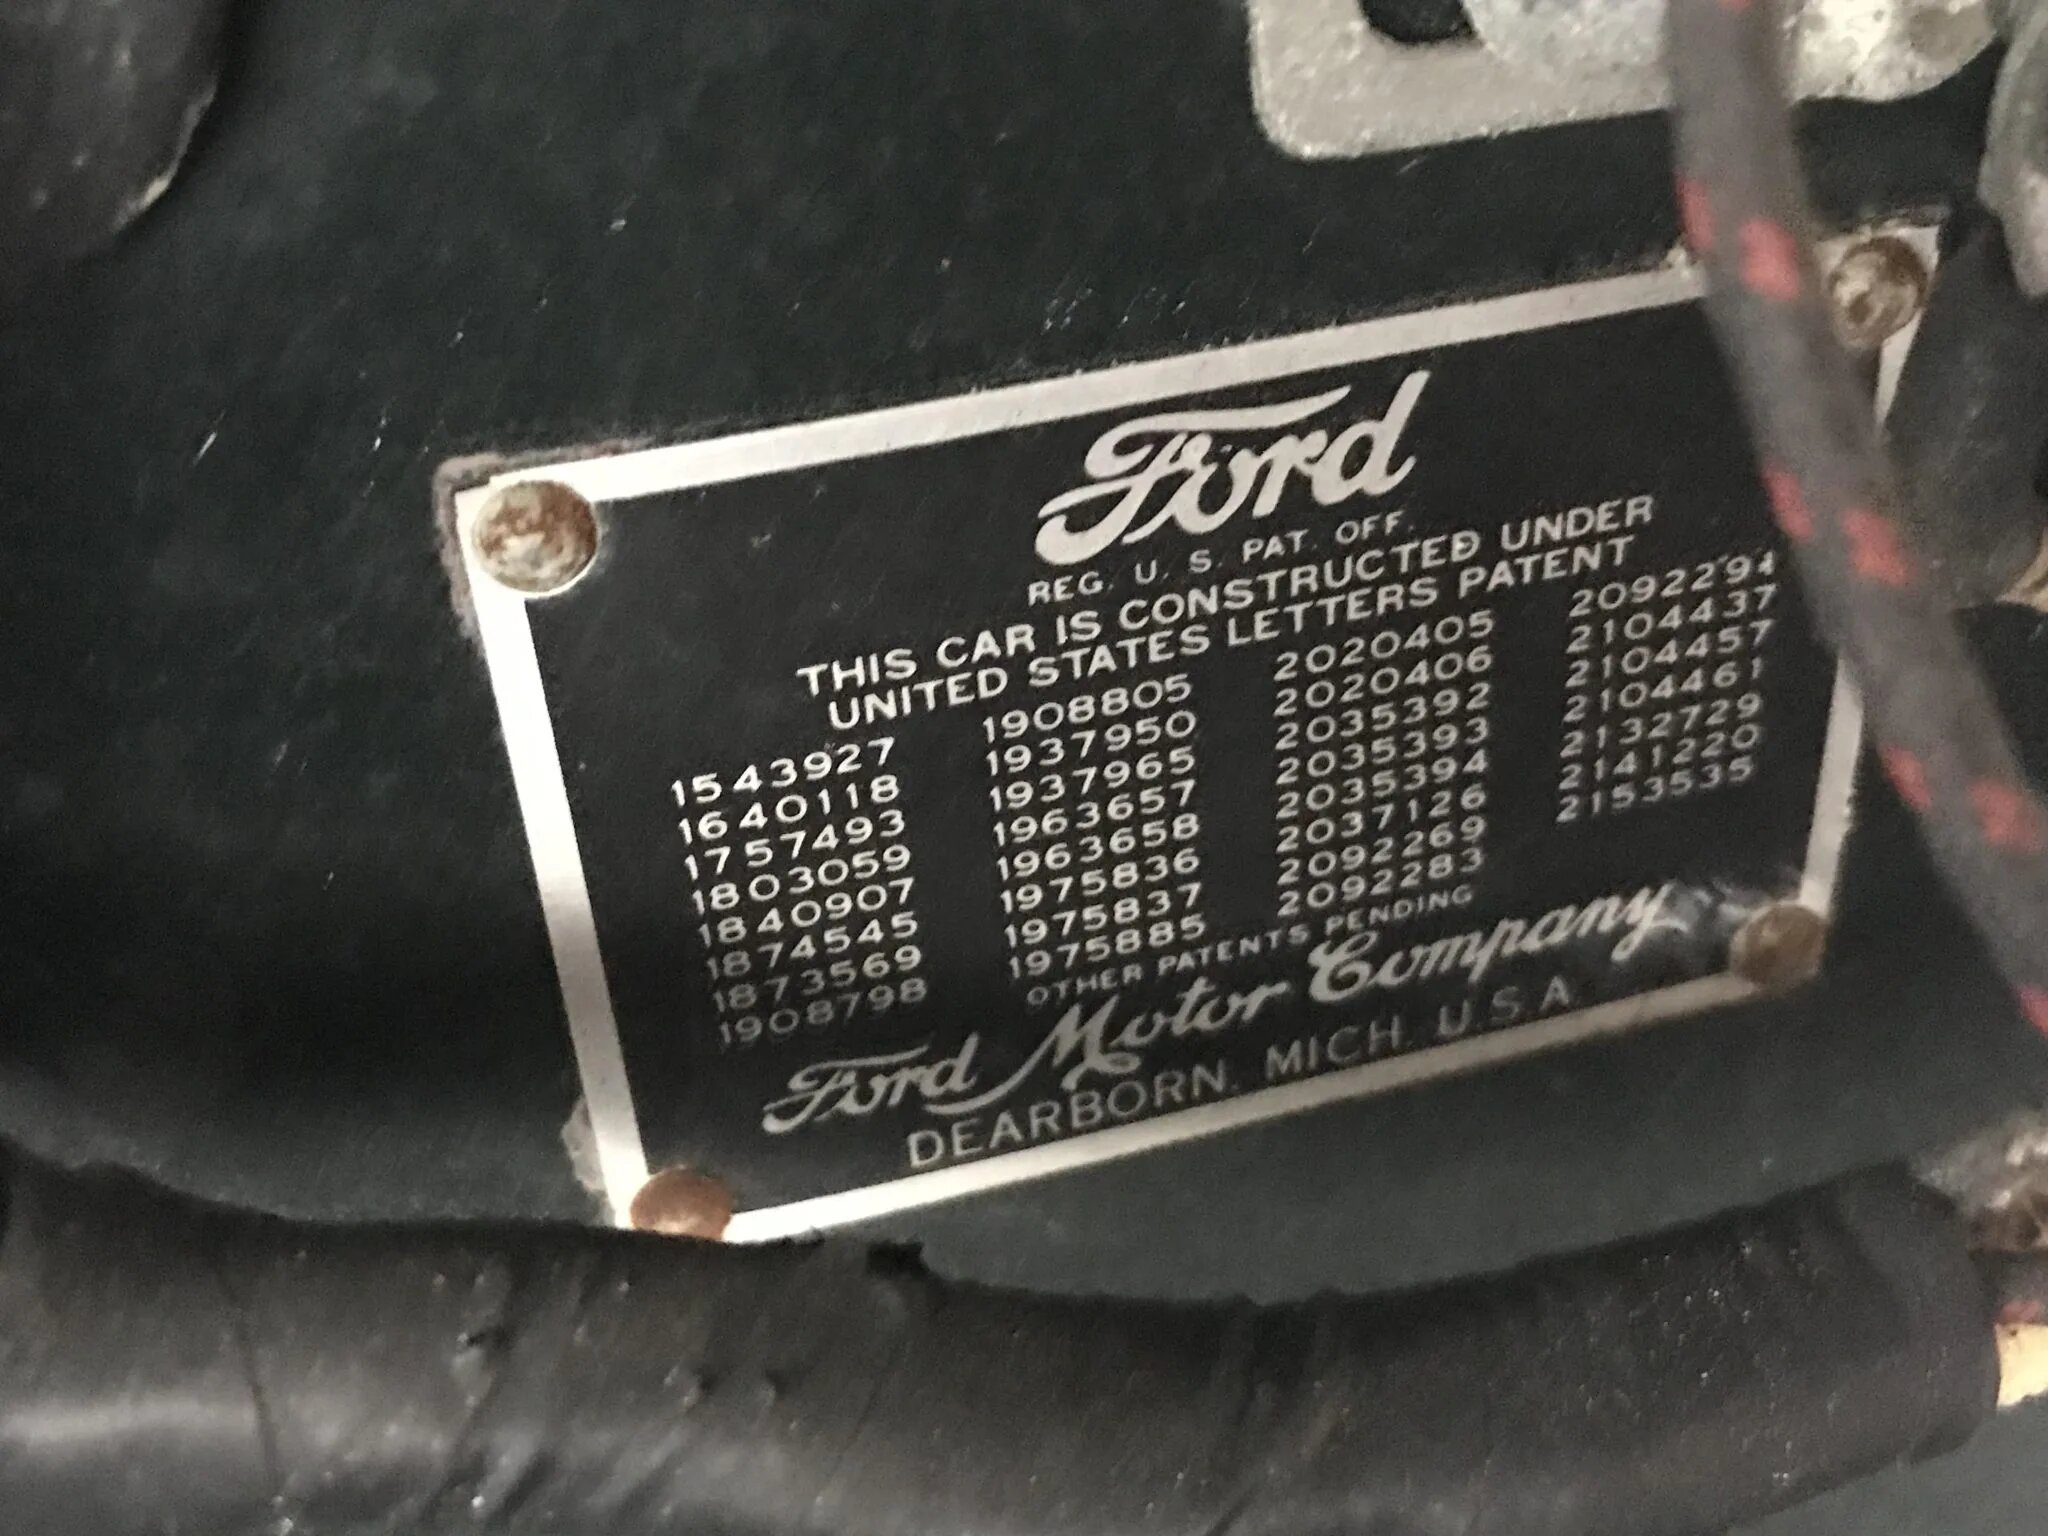 Ford
REG. U. S. PAT. OFF.
THIS CAR IS CONSTRUCTED UNDER
UNITED STATES LETTERS PATENT
1543927 1908805 2020405 2092294
1640118 1937950 2020406 2104437
1757493 1937965 2035392 2104457
1803059 1963657 2035393 2104461
1840907 1963658 2035394 2132729
1874545 1975836 2037126 2141220
1873569 1975837 2092269 2153535
1908798 1975885 2092283
OTHER PATENTS PENDING
Ford Motor Company
DEARBORN, MICH. U.S.A.